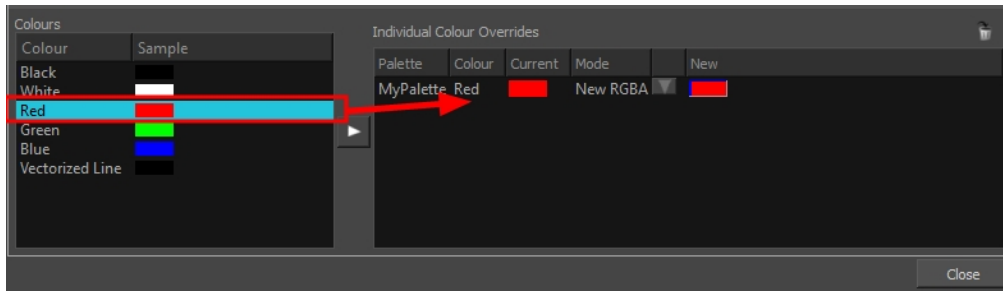 Colours
Colour Sample
Black
White
Red
Green
Blue
Vectorized Line
Individual Colour Overrides
Palette Colour Current Mode New
MyPalette Red New RGBA
Close